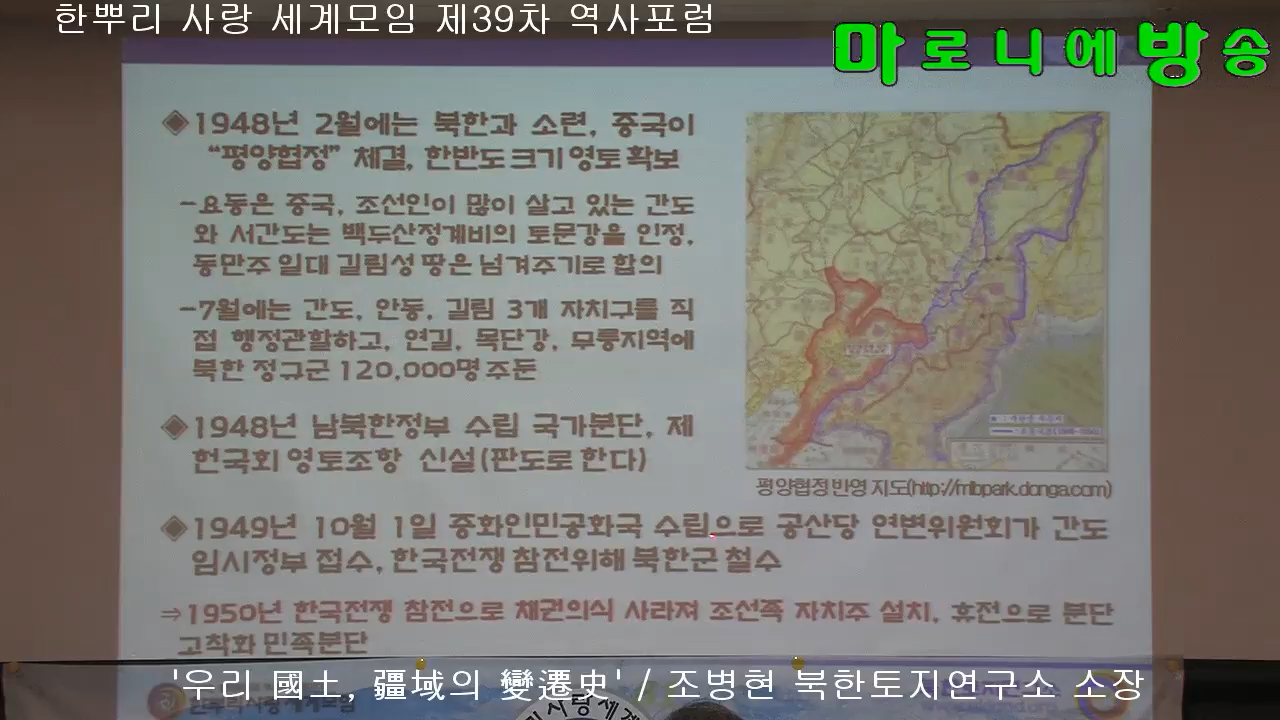 한뿌리 사랑 세계모임 제39차 역사포럼
마로니에방송
◈1948년 2월에는 북한과 소련, 중국이
“평양협정” 체결, 한반도 크기 영토 확보
-요동은 중국, 조선인이 많이 살고 있는 간도
와 서간도는 백두산정계비의 토문강을 인정,
동만주 일대 길림성 땅은 넘겨주기로 합의
-7월에는 간도, 안동, 길림 3개 자치구를 직
접 행정관할하고, 연길, 목단강, 무릉지역에
북한 정규군 120,000명 주둔
◈1948년 남북한정부 수립 국가분단, 제
헌국회 영토조항 신설(판도로 한다)
평양협정 반영 지도(http://mlbpark.donga.com)
◈1949년 10월 1일 중화인민공화국 수립으로 공산당 연변위원회가 간도
임시정부 접수, 한국전쟁 참전위해 북한군 철수
⇒1950년 한국전쟁 참전으로 채권의식 사라져 조선족 자치주 설치, 휴전으로 분단
고착화 민족분단
'우리 國土, 疆域의 變遷史' / 조병현 북한토지연구소 소장